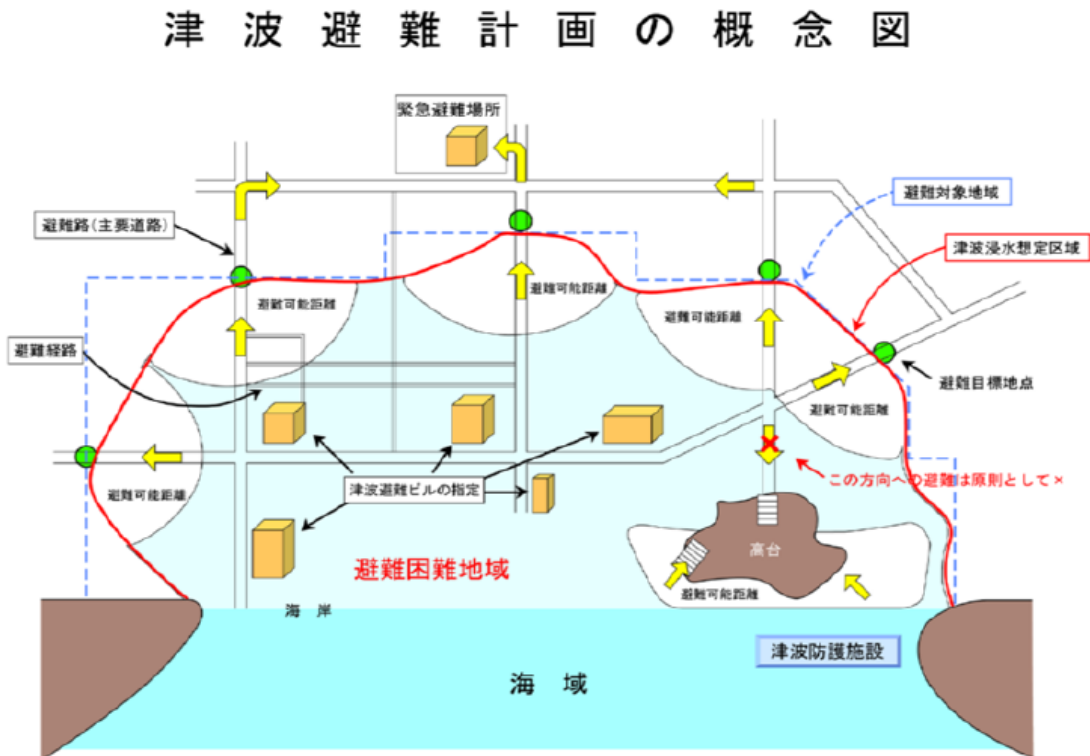 津波避難計画の概念図
緊急避難場所
避難対象地域
避難路(主要道路)
津波浸水想定区域
避難可能距離
避難可能距離
避難可能距離
避難経路
避難目標地点
避難可能距離
避難可能距離
津波避難ビルの指定
この方向への避難は原則として×
高台
避難困難地域
避難可能距離
海岸
津波防護施設
海域